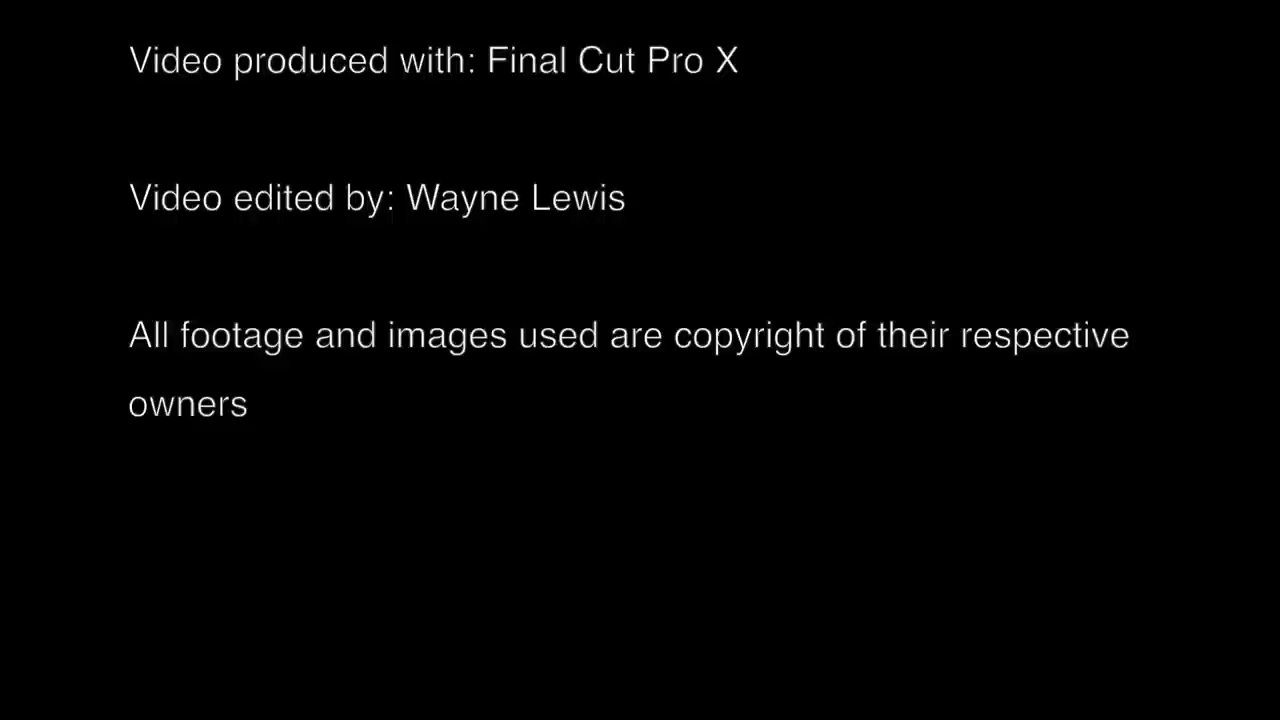 Video produced with: Final Cut Pro X
Video edited by: Wayne Lewis
All footage and images used are copyright of their respective
owners